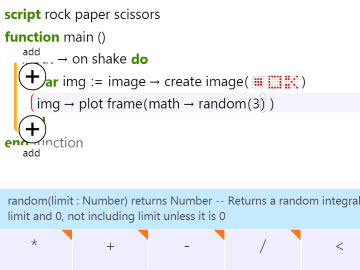 script rock paper scissors
function main ()
add
→ on shake do
var img := image → create image( )
img → plot frame(math → random(3) )
end function
add
random(limit : Number) returns Number -- Returns a random integral
limit and 0, not including limit unless it is 0
* + - / <